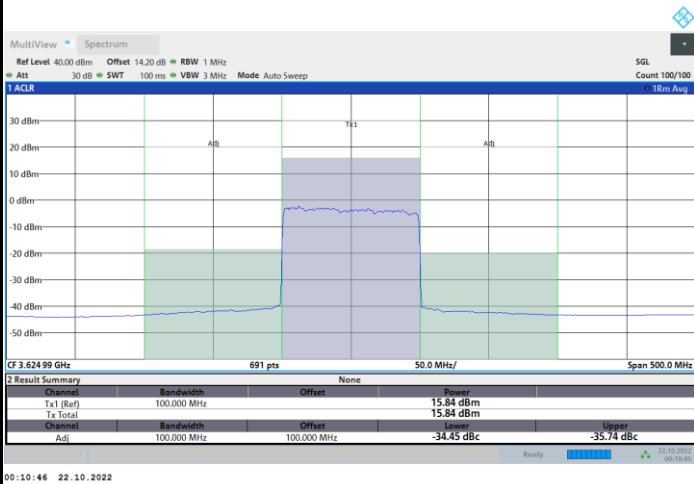 MultiView Spectrum
Ref Level 40.00 dBm Offset 14.20 dB RBW 1 MHz SGL
Att 30 dB SWT 100 ms VBW 3 MHz Mode Auto Sweep Count 100/100
1 ACLR 1Rm Avg
Tx1
Adj Adj
30 dBm
20 dBm
10 dBm
0 dBm
-10 dBm
-20 dBm
-30 dBm
-40 dBm
-50 dBm
CF 3.624 99 GHz 691 pts 50.0 MHz/ Span 500.0 MHz
2 Result Summary None
Channel Bandwidth Offset Power
Tx1 (Ref) 100.000 MHz 15.84 dBm
Tx Total 15.84 dBm
Channel Bandwidth Offset Lower Upper
Adj 100.000 MHz 100.000 MHz -34.45 dBc -35.74 dBc
Ready 22.10.2022
00:10:45
00:10:46 22.10.2022